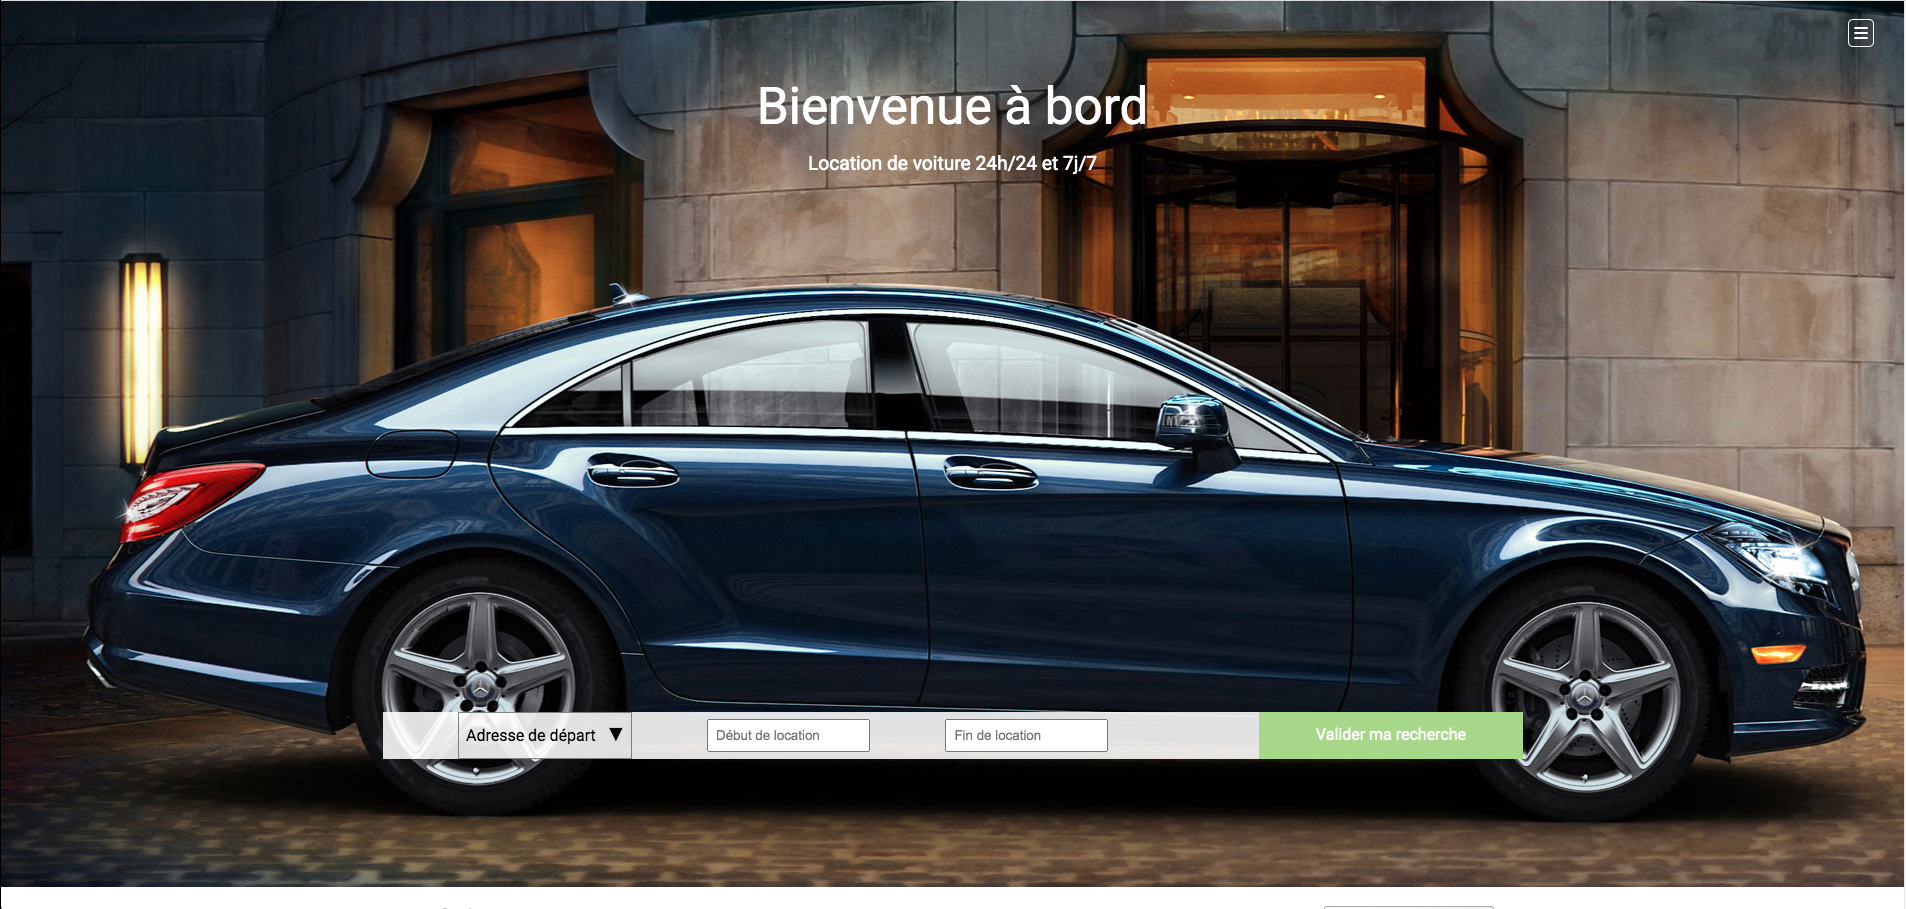 Bienvenue à bord
Location de voiture 24h/24 et 7j/7
Adresse de départ ▼
Début de location
Fin de location
Valider ma recherche